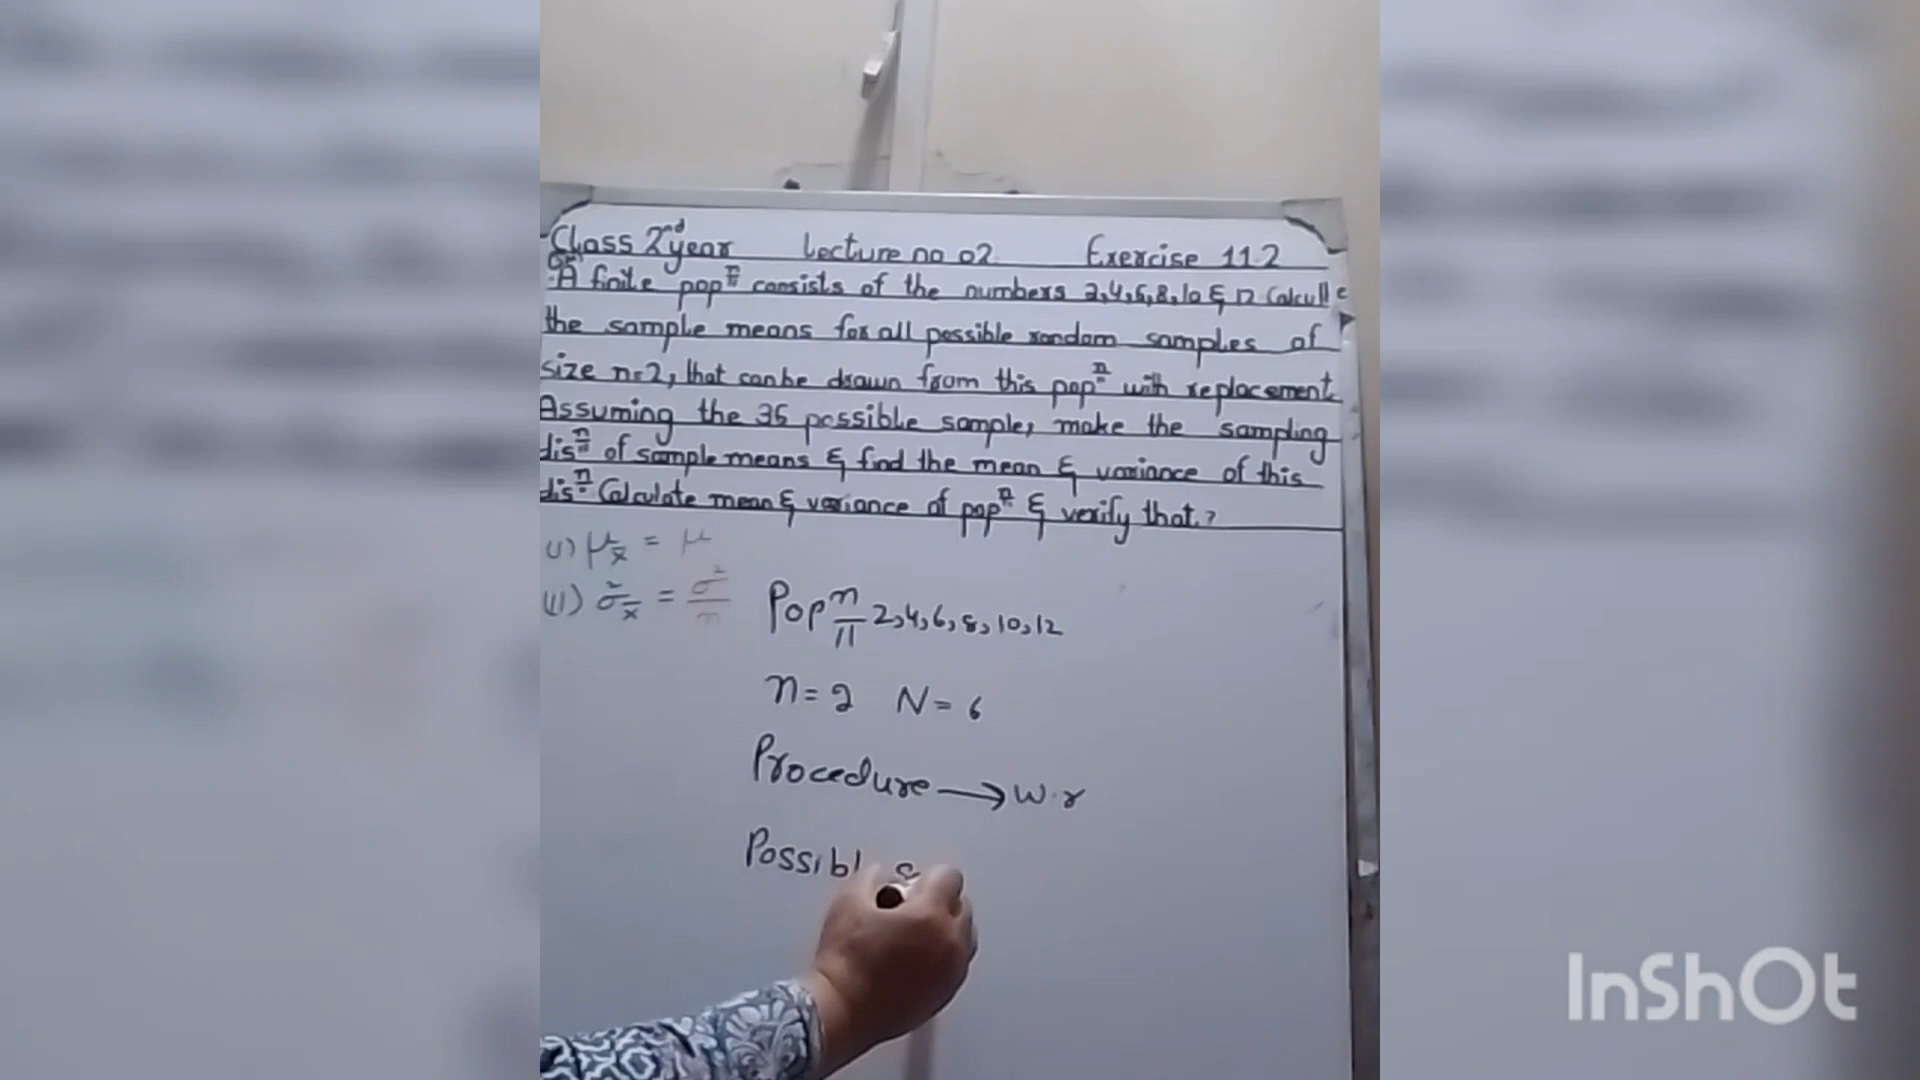 Class 2nd year Lecture no 02. Exercise 11.2
A finite popⁿ consists of the numbers 2,4,6,8,10 & 12 Calculate
the sample means for all possible random samples of
size n=2, that can be drawn from this popⁿ with replacement.
Assuming the 36 possible samples, make the sampling
disⁿ of sample means & find the mean & variance of this
disⁿ. Calculate mean & variance of popⁿ & verify that.?
(I) μx̄ = μ
(II) σ²x̄ = σ²/n
Popⁿ 2,4,6,8,10,12
n=2 N=6
Procedure → w.r
Possibl
InShOt